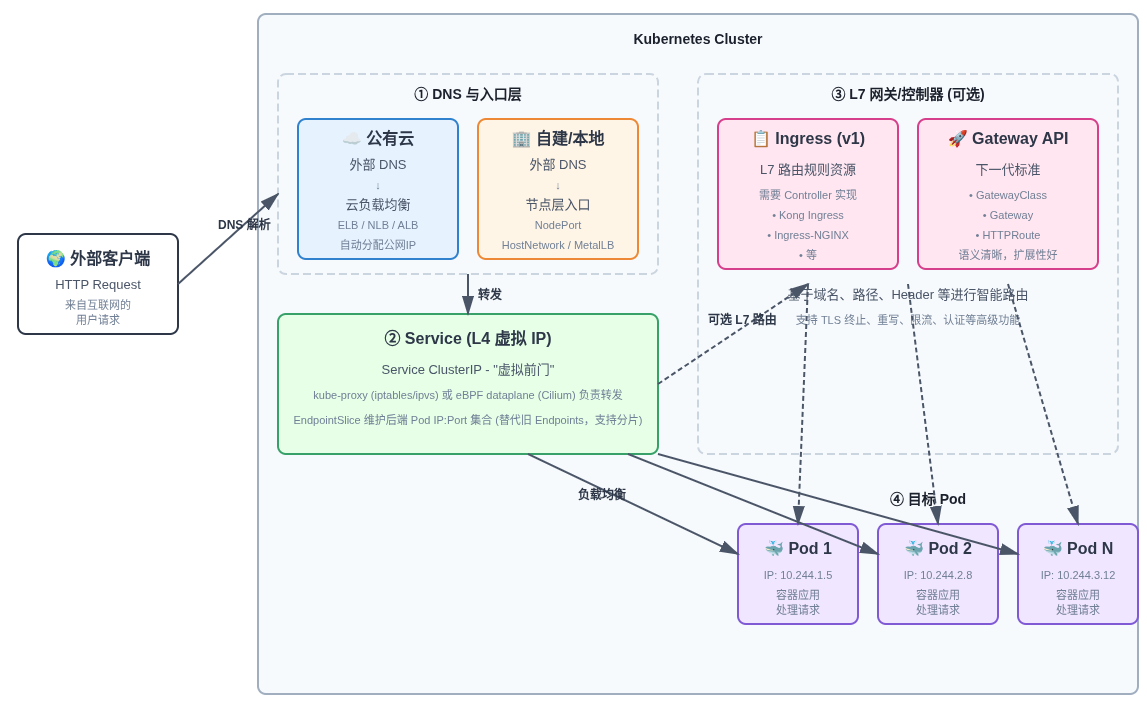 Kubernetes Cluster
① DNS 与入口层
☁️ 公有云
外部 DNS
↓
云负载均衡
ELB / NLB / ALB
自动分配公网IP
🏢 自建/本地
外部 DNS
↓
节点层入口
NodePort
HostNetwork / MetalLB
③ L7 网关/控制器 (可选)
📋 Ingress (v1)
L7 路由规则资源
需要 Controller 实现
• Kong Ingress
• Ingress-NGINX
• 等
🚀 Gateway API
下一代标准
• GatewayClass
• Gateway
• HTTPRoute
语义清晰，扩展性好
基于域名、路径、Header 等进行智能路由
支持 TLS 终止、重写、限流、认证等高级功能
DNS 解析
🌍 外部客户端
HTTP Request
来自互联网的
用户请求
转发
可选 L7 路由
② Service (L4 虚拟 IP)
Service ClusterIP - "虚拟前门"
kube-proxy (iptables/ipvs) 或 eBPF dataplane (Cilium) 负责转发
EndpointSlice 维护后端 Pod IP:Port 集合 (替代旧 Endpoints，支持分片)
负载均衡
④ 目标 Pod
🐳 Pod 1
IP: 10.244.1.5
容器应用
处理请求
🐳 Pod 2
IP: 10.244.2.8
容器应用
处理请求
🐳 Pod N
IP: 10.244.3.12
容器应用
处理请求